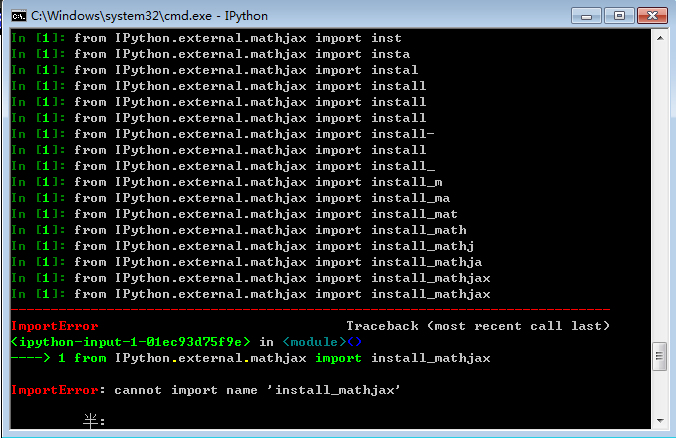 C:\Windows\system32\cmd.exe - IPython
In [1]: from IPython.external.mathjax import inst
In [1]: from IPython.external.mathjax import insta
In [1]: from IPython.external.mathjax import instal
In [1]: from IPython.external.mathjax import install
In [1]: from IPython.external.mathjax import install
In [1]: from IPython.external.mathjax import install
In [1]: from IPython.external.mathjax import install-
In [1]: from IPython.external.mathjax import install
In [1]: from IPython.external.mathjax import install_
In [1]: from IPython.external.mathjax import install_m
In [1]: from IPython.external.mathjax import install_ma
In [1]: from IPython.external.mathjax import install_mat
In [1]: from IPython.external.mathjax import install_math
In [1]: from IPython.external.mathjax import install_mathj
In [1]: from IPython.external.mathjax import install_mathja
In [1]: from IPython.external.mathjax import install_mathjax
In [1]: from IPython.external.mathjax import install_mathjax
---------------------------------------------------------------------------
ImportError                               Traceback (most recent call last)
<ipython-input-1-01ec93d75f9e> in <module>()
----> 1 from IPython.external.mathjax import install_mathjax

ImportError: cannot import name 'install_mathjax'

半: